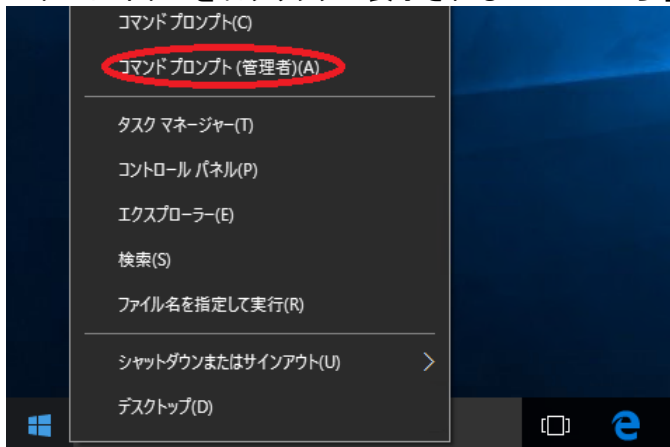 コマンド プロンプト(C)
コマンド プロンプト (管理者)(A)
タスク マネージャー(T)
コントロール パネル(P)
エクスプローラー(E)
検索(S)
ファイル名を指定して実行(R)
シャットダウンまたはサインアウト(U)
デスクトップ(D)